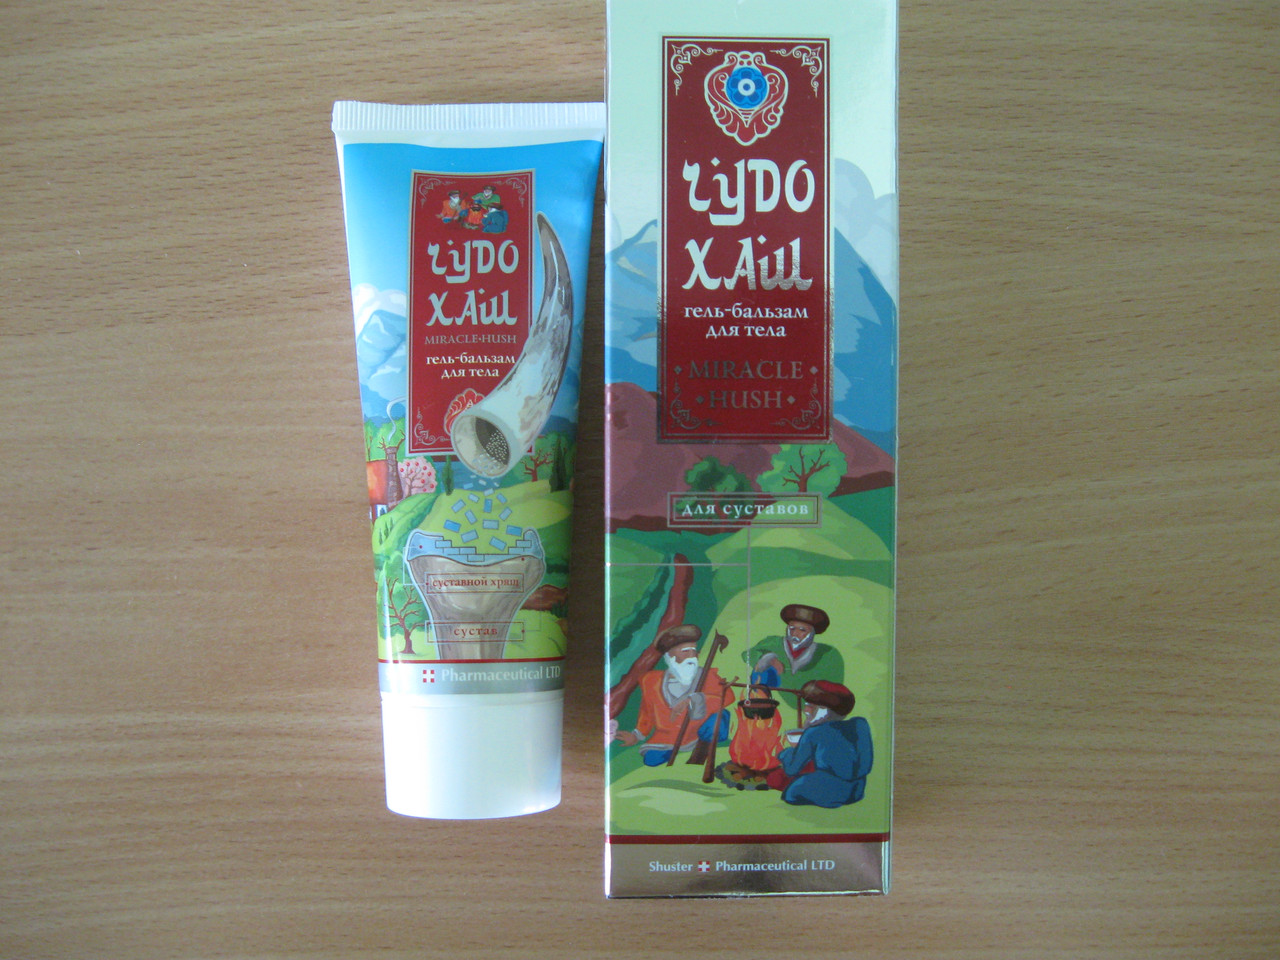 ЧУДО
ХАШ
MIRACLE·HUSH
гель-бальзам
для тела
суставной хрящ
сустав
Pharmaceutical LTD
ЧУДО
ХАШ
гель-бальзам
для тела
MIRACLE
HUSH
для суставов
Shuster Pharmaceutical LTD